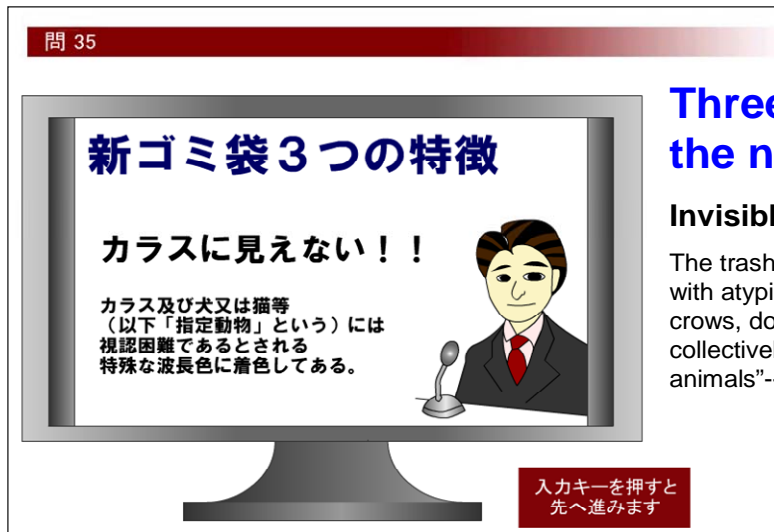 問 35
新ゴミ袋３つの特徴
カラスに見えない！！
カラス及び犬又は猫等
（以下「指定動物」という）には
視認困難であるとされる
特殊な波長色に着色してある。
入力キーを押すと
先へ進みます
Three
the n
Invisibl
The trash
with atypi
crows, do
collectivel
animals”-